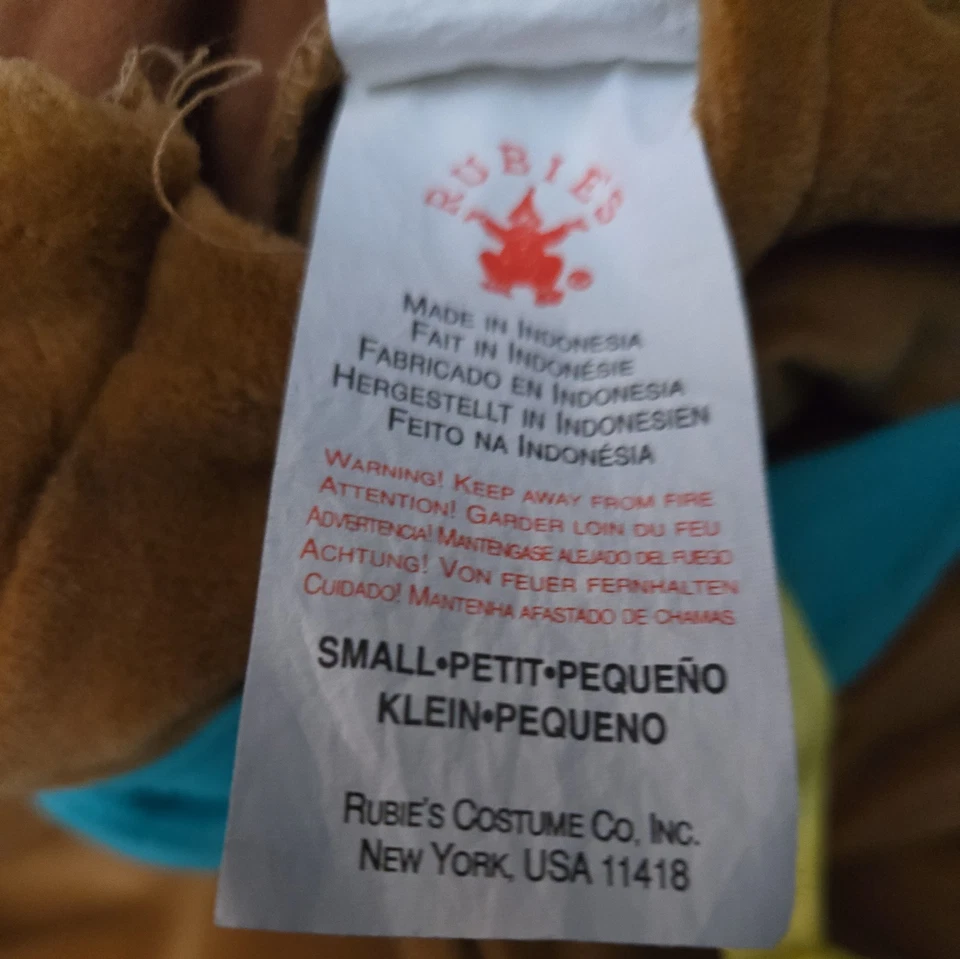 RUBIES
MADE IN INDONESIA
FAIT IN INDONÉSIE
FABRICADO EN INDONESIA
HERGESTELLT IN INDONESIEN
FEITO NA INDONÉSIA
WARNING! KEEP AWAY FROM FIRE
ATTENTION! GARDER LOIN DU FEU
ADVERTENCIA! MANTENGASE ALEJADO DEL FUEGO
ACHTUNG! VON FEUER FERNHALTEN
CUIDADO! MANTENHA AFASTADO DE CHAMAS
SMALL•PETIT•PEQUEÑO
KLEIN•PEQUENO
RUBIE'S COSTUME CO, INC.
NEW YORK, USA 11418